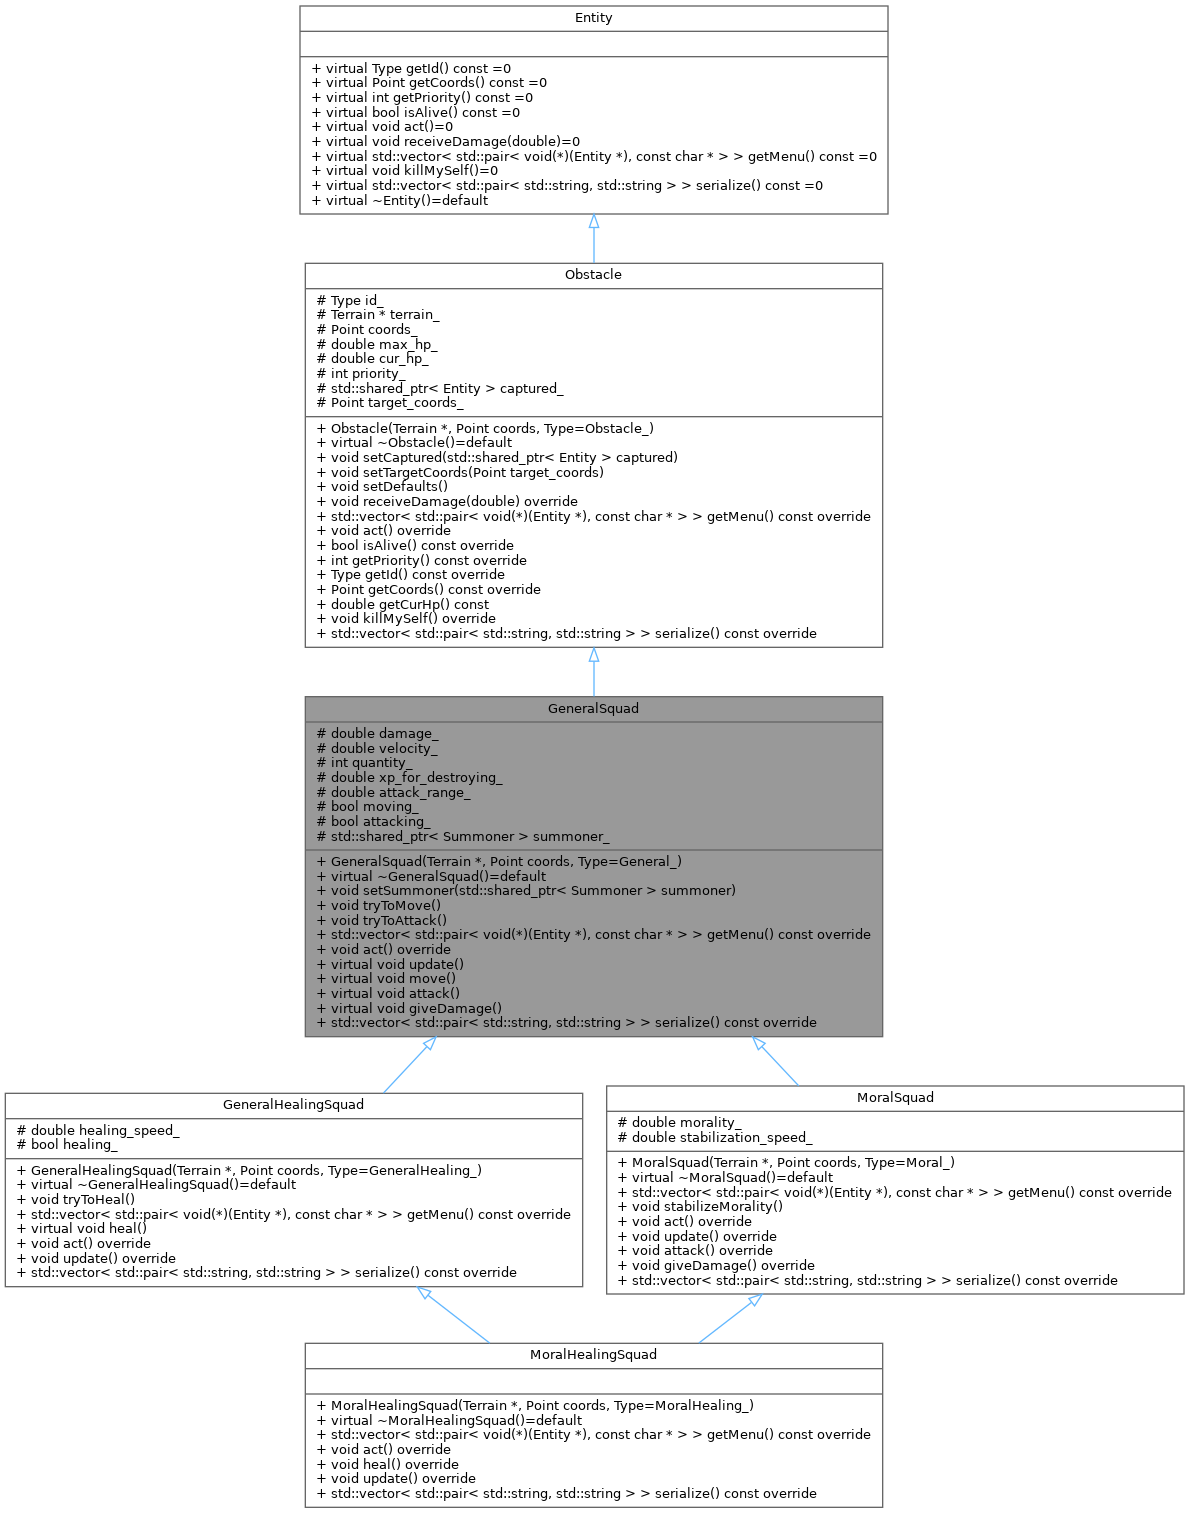 Entity
+ virtual Type getId() const =0
+ virtual Point getCoords() const =0
+ virtual int getPriority() const =0
+ virtual bool isAlive() const =0
+ virtual void act()=0
+ virtual void receiveDamage(double)=0
+ virtual std::vector< std::pair< void(*)(Entity *), const char * > > getMenu() const =0
+ virtual void killMySelf()=0
+ virtual std::vector< std::pair< std::string, std::string > > serialize() const =0
+ virtual ~Entity()=default
Obstacle
# Type id_
# Terrain * terrain_
# Point coords_
# double max_hp_
# double cur_hp_
# int priority_
# std::shared_ptr< Entity > captured_
# Point target_coords_
+ Obstacle(Terrain *, Point coords, Type=Obstacle_)
+ virtual ~Obstacle()=default
+ void setCaptured(std::shared_ptr< Entity > captured)
+ void setTargetCoords(Point target_coords)
+ void setDefaults()
+ void receiveDamage(double) override
+ std::vector< std::pair< void(*)(Entity *), const char * > > getMenu() const override
+ void act() override
+ bool isAlive() const override
+ int getPriority() const override
+ Type getId() const override
+ Point getCoords() const override
+ double getCurHp() const
+ void killMySelf() override
+ std::vector< std::pair< std::string, std::string > > serialize() const override
GeneralSquad
# double damage_
# double velocity_
# int quantity_
# double xp_for_destroying_
# double attack_range_
# bool moving_
# bool attacking_
# std::shared_ptr< Summoner > summoner_
+ GeneralSquad(Terrain *, Point coords, Type=General_)
+ virtual ~GeneralSquad()=default
+ void setSummoner(std::shared_ptr< Summoner > summoner)
+ void tryToMove()
+ void tryToAttack()
+ std::vector< std::pair< void(*)(Entity *), const char * > > getMenu() const override
+ void act() override
+ virtual void update()
+ virtual void move()
+ virtual void attack()
+ virtual void giveDamage()
+ std::vector< std::pair< std::string, std::string > > serialize() const override
GeneralHealingSquad
# double healing_speed_
# bool healing_
+ GeneralHealingSquad(Terrain *, Point coords, Type=GeneralHealing_)
+ virtual ~GeneralHealingSquad()=default
+ void tryToHeal()
+ std::vector< std::pair< void(*)(Entity *), const char * > > getMenu() const override
+ virtual void heal()
+ void act() override
+ void update() override
+ std::vector< std::pair< std::string, std::string > > serialize() const override
MoralSquad
# double morality_
# double stabilization_speed_
+ MoralSquad(Terrain *, Point coords, Type=Moral_)
+ virtual ~MoralSquad()=default
+ std::vector< std::pair< void(*)(Entity *), const char * > > getMenu() const override
+ void stabilizeMorality()
+ void act() override
+ void update() override
+ void attack() override
+ void giveDamage() override
+ std::vector< std::pair< std::string, std::string > > serialize() const override
MoralHealingSquad
+ MoralHealingSquad(Terrain *, Point coords, Type=MoralHealing_)
+ virtual ~MoralHealingSquad()=default
+ std::vector< std::pair< void(*)(Entity *), const char * > > getMenu() const override
+ void act() override
+ void heal() override
+ void update() override
+ std::vector< std::pair< std::string, std::string > > serialize() const override